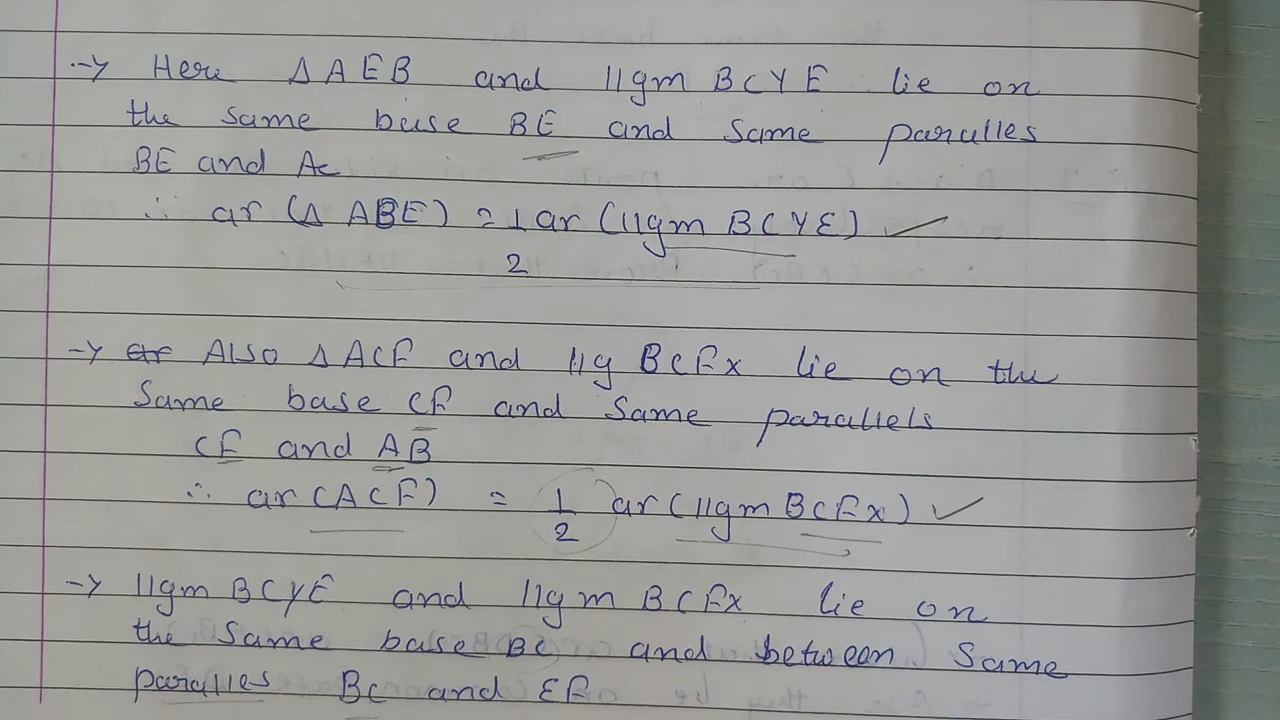 → Here ΔAEB and ||gm BCYE lie on
the same base BE and same paralles
BE and Ac
∴ ar (Δ ABE) = 1/2 ar (||gm BCYE) ✓
→ Also ΔACF and ||g BCFx lie on the
Same base CF and Same parallels
CF and AB
∴ ar (ACF) = 1/2 ar (||gm BCFx) ✓
→ ||gm BCYE and ||gm BCFx lie on
the Same base BC and between Same
paralles BC and EF